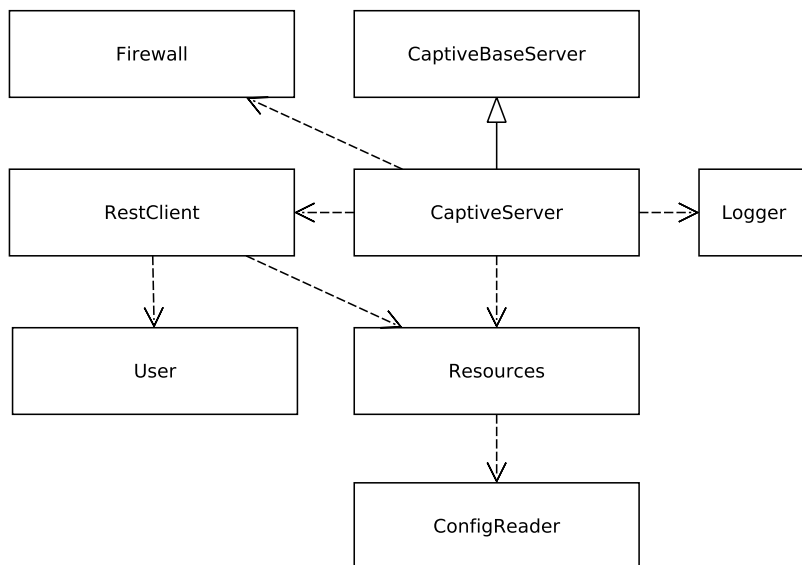 Firewall
CaptiveBaseServer
RestClient
CaptiveServer
Logger
User
Resources
ConfigReader